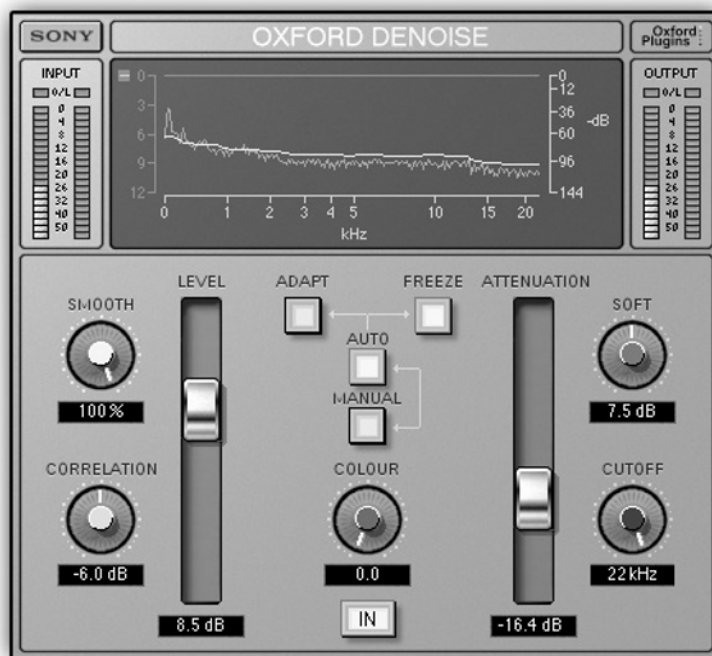 SONY
OXFORD DENOISE
Oxford Plugins
INPUT
O/L
0
4
8
12
16
20
26
32
40
50
0
3
6
9
12
0
12
36
60
96
144
-dB
0 1 2 3 4 5 10 15 20
kHz
OUTPUT
O/L
0
4
8
12
16
20
26
32
40
50
LEVEL
ADAPT
FREEZE
ATTENUATION
SMOOTH
SOFT
AUTO
MANUAL
100%
7.5 dB
CORRELATION
COLOUR
CUTOFF
-6.0 dB
0.0
22kHz
IN
8.5 dB
-16.4 dB